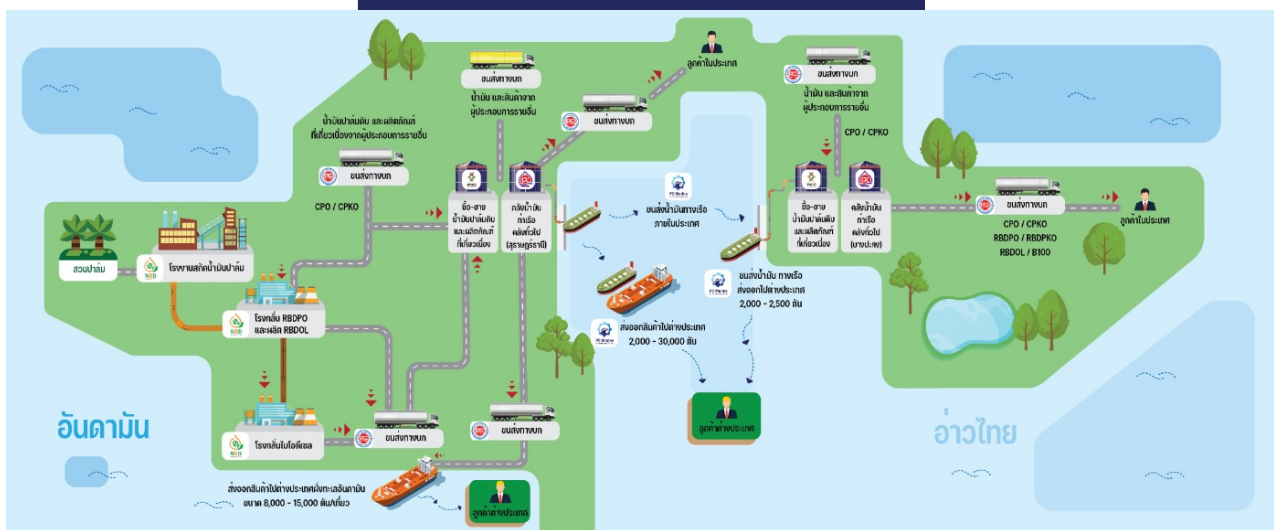 ขนส่งทางบก
น้ำมัน และสินค้าจาก
ผู้ประกอบการรายอื่น
ลูกค้าในประเทศ
ขนส่งทางบก
น้ำมัน และสินค้าจาก
ผู้ประกอบการรายอื่น
CPO / CPKO
ขนส่งทางบก
น้ำมันปาล์มดิบ และผลิตภัณฑ์
ที่เกี่ยวเนื่องจากผู้ประกอบการรายอื่น
ขนส่งทางบก
CPO / CPKO
ซื้อ-ขาย
น้ำมันปาล์มดิบ
และผลิตภัณฑ์
ที่เกี่ยวเนื่อง
คลังน้ำมัน
ท่าเรือ
คลังทั่วไป
(สุราษฎร์ธานี)
PC Marine
ขนส่งน้ำมันทางเรือ
ภายในประเทศ
ซื้อ-ขาย
น้ำมันปาล์มดิบ
และผลิตภัณฑ์
ที่เกี่ยวเนื่อง
คลังน้ำมัน
ท่าเรือ
คลังทั่วไป
(บางปะกง)
ขนส่งทางบก
CPO / CPKO
RBDPO / RBDPKO
RBDOL / B100
ลูกค้าในประเทศ
สวนปาล์ม
โรงงานสกัดน้ำมันปาล์ม
PC Marine
ขนส่งน้ำมัน ทางเรือ
ส่งออกไปต่างประเทศ
2,000 - 2,500 ตัน
โรงกลั่น RBDPO
และผลิต RBDOL
PC Marine
ส่งออกสินค้าไปต่างประเทศ
2,000 - 30,000 ตัน
อันดามัน
โรงกลั่นไบโอดีเซล
ขนส่งทางบก
ขนส่งทางบก
ลูกค้าต่างประเทศ
อ่าวไทย
ส่งออกสินค้าไปต่างประเทศฝั่งทะเลอันดามัน
ขนาด 8,000 - 15,000 ตัน/เที่ยว
ลูกค้าต่างประเทศ